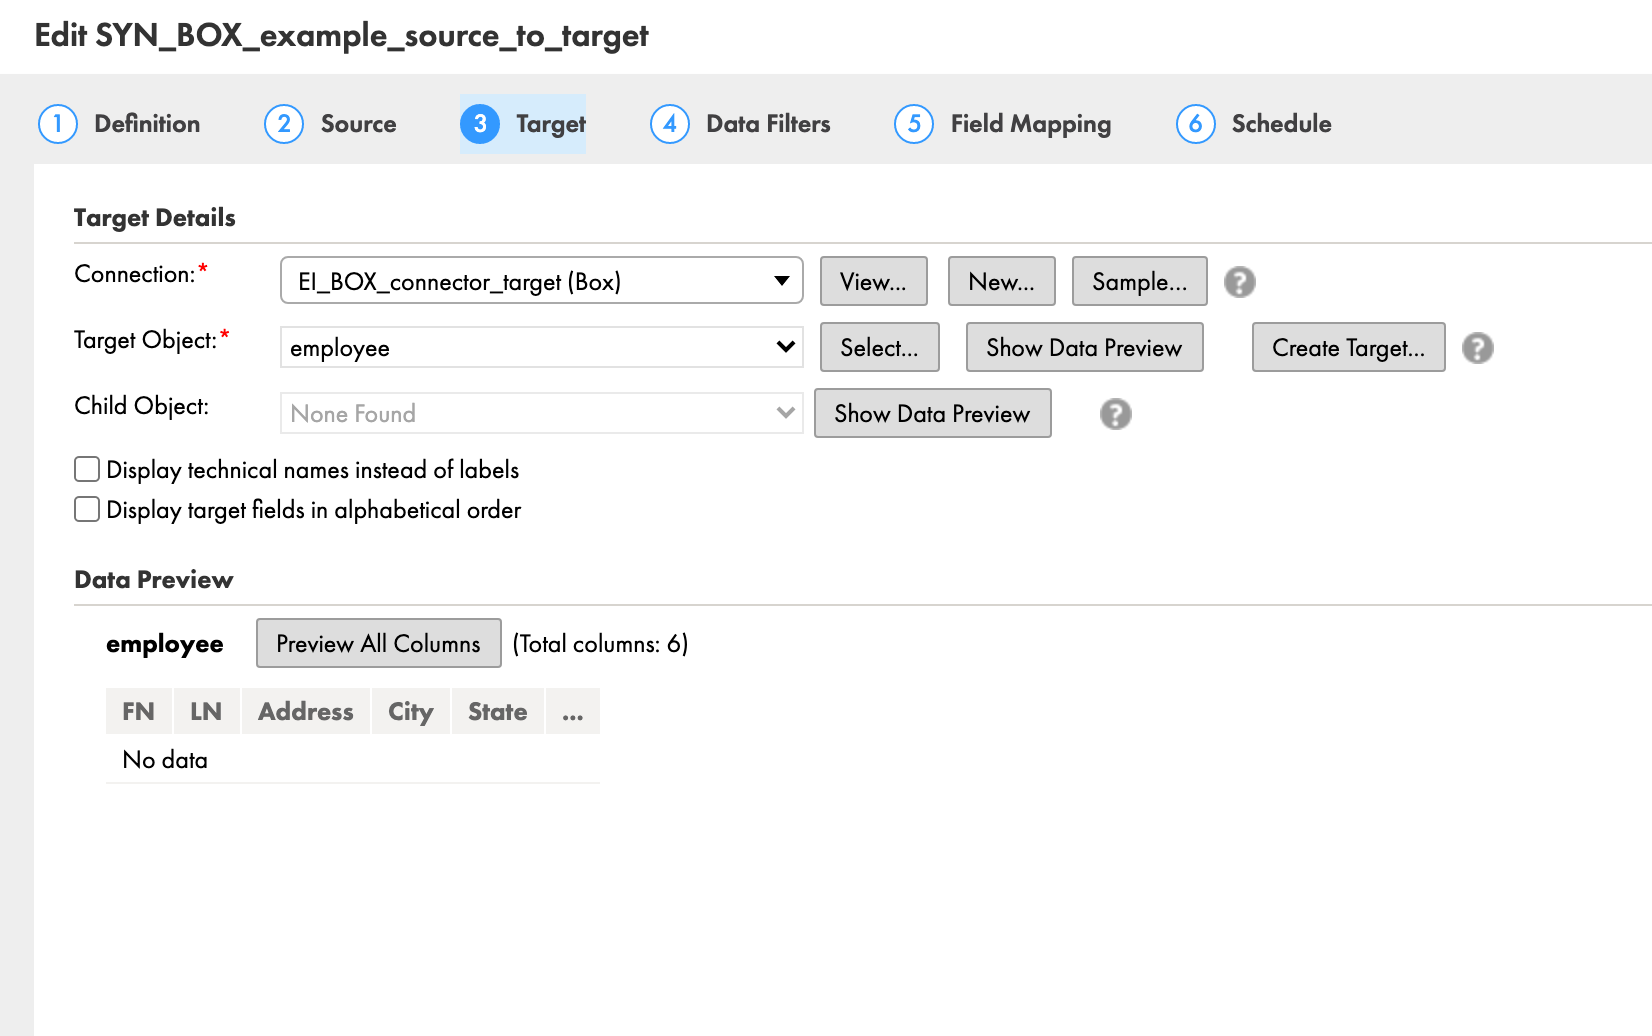 Edit SYN_BOX_example_source_to_target
1 Definition 2 Source 3 Target 4 Data Filters 5 Field Mapping 6 Schedule
Target Details
Connection:* EI_BOX_connector_target (Box) View... New... Sample... ?
Target Object:* employee Select... Show Data Preview Create Target... ?
Child Object: None Found Show Data Preview ?
Display technical names instead of labels
Display target fields in alphabetical order
Data Preview
employee Preview All Columns (Total columns: 6)
FN LN Address City State ...
No data